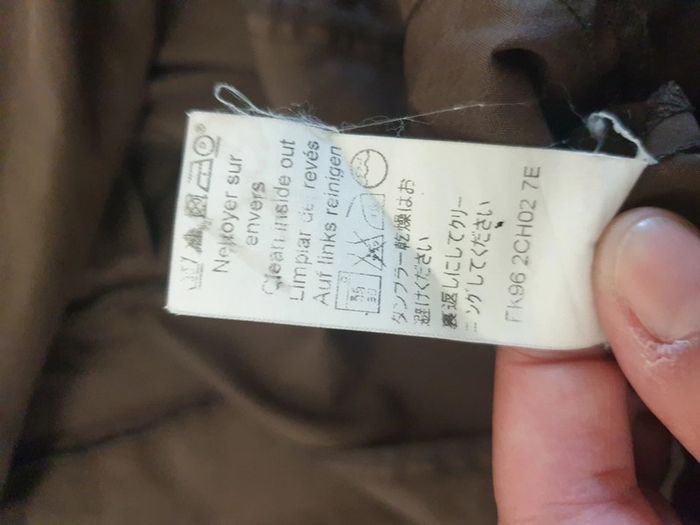 Nettoyer sur
envers
Clean inside out
Limpiar del revés
Auf links reinigen
タンブラー乾燥はお
避けください
裏返しにしてクリー
ニングしてください
FK96 2CH02 7E